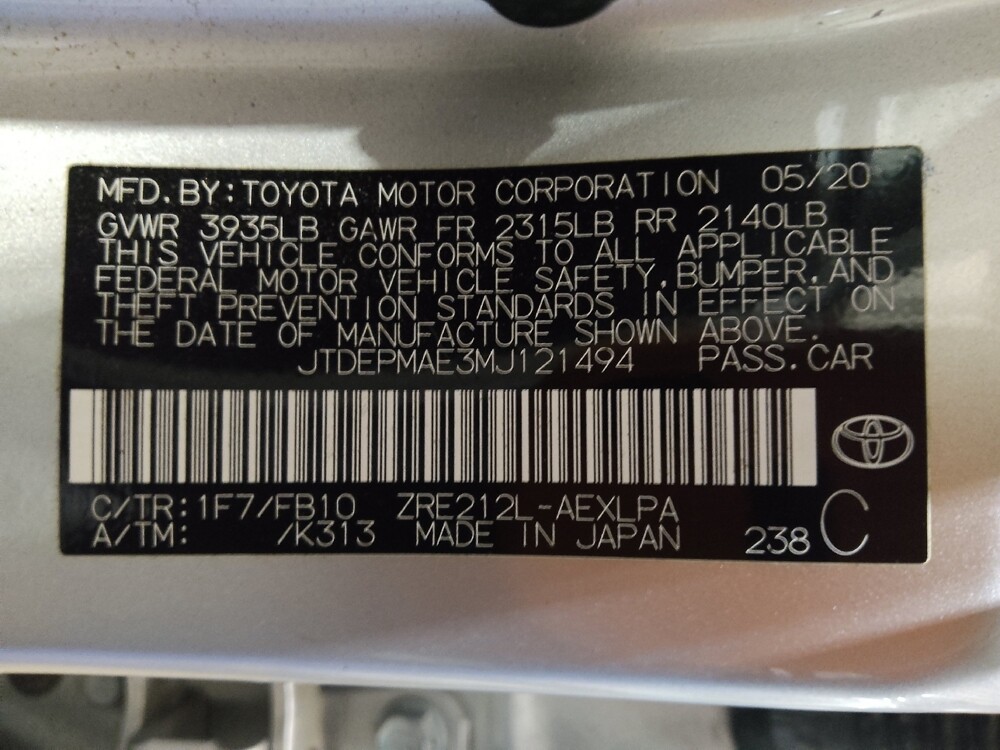 MFD.BY:TOYOTA MOTOR CORPORATION 05/20
GVWR 3935LB GAWR FR 2315LB RR 2140LB
THIS VEHICLE CONFORMS TO ALL APPLICABLE
FEDERAL MOTOR VEHICLE SAFETY,BUMPER,AND
THEFT PREVENTION STANDARDS IN EFFECT ON
THE DATE OF MANUFACTURE SHOWN ABOVE.
JTDEPMAE3MJ121494 PASS.CAR
C/TR:1F7/FB10 ZRE212L-AEXLPA
A/TM: /K313 MADE IN JAPAN 238 C